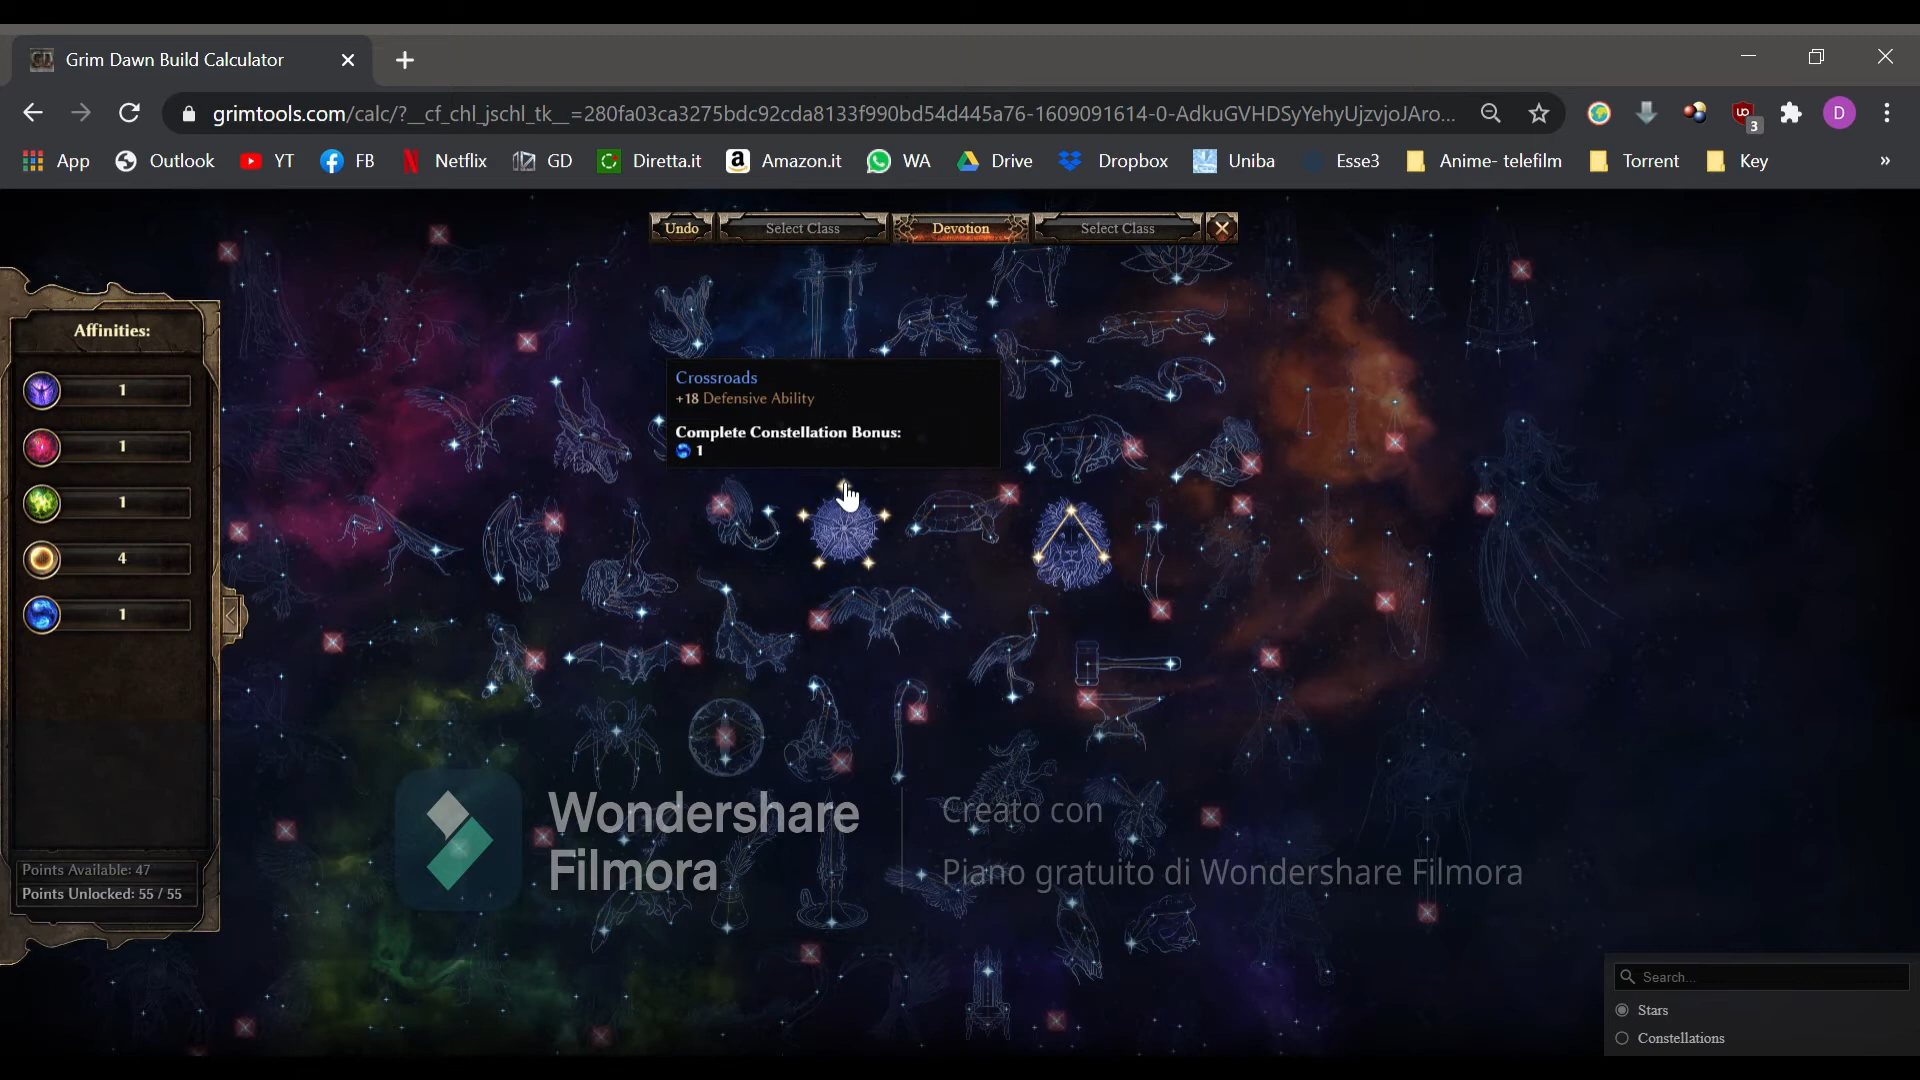 Grim Dawn Build Calculator
grimtools.com/calc/?__cf_chl_jschl_tk__=280fa03ca3275bdc92cda8133f990bd54d445a76-1609091614-0-AdkuGVHDSyYehyUjzvjoJAro...
3
D
App
Outlook
YT
FB
Netflix
GD
Diretta.it
Amazon.it
WA
Drive
Dropbox
Uniba
Esse3
Anime- telefilm
Torrent
Key
»
Undo
Select Class
Devotion
Select Class
Affinities:
1
1
1
4
1
Crossroads
+18 Defensive Ability
Complete Constellation Bonus:
1
Points Available: 47
Points Unlocked: 55 / 55
Wondershare
Filmora
Creato con
Piano gratuito di Wondershare Filmora
Search...
Stars
Constellations